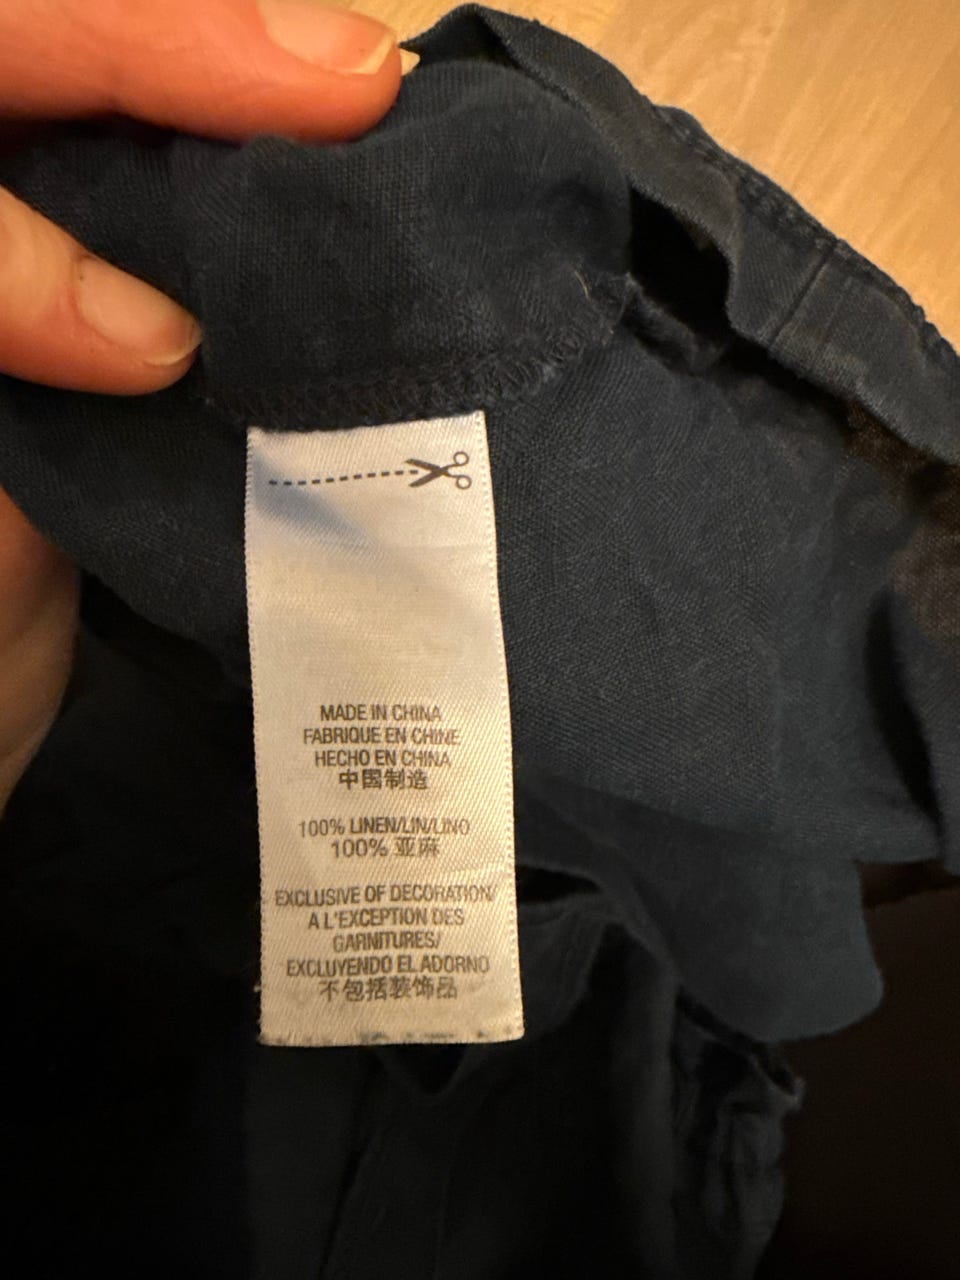 MADE IN CHINA
FABRIQUE EN CHINE
HECHO EN CHINA
中国制造
100% LINEN/LIN/LINO
100% 亚麻
EXCLUSIVE OF DECORATION/
A L'EXCEPTION DES
GARNITURES/
EXCLUYENDO EL ADORNO
不包括装饰品